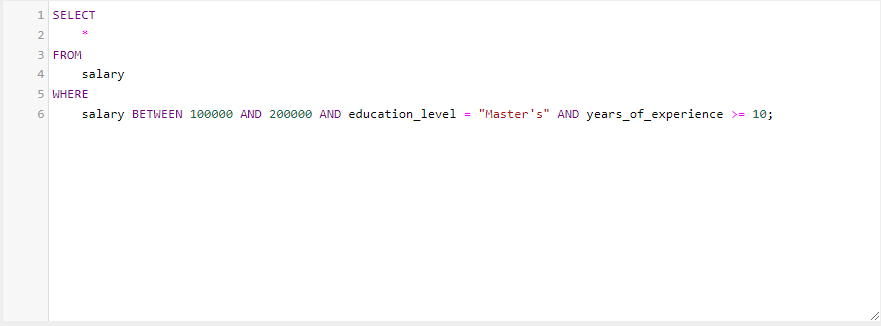 1 SELECT
2     *
3 FROM
4     salary
5 WHERE
6     salary BETWEEN 100000 AND 200000 AND education_level = "Master's" AND years_of_experience >= 10;